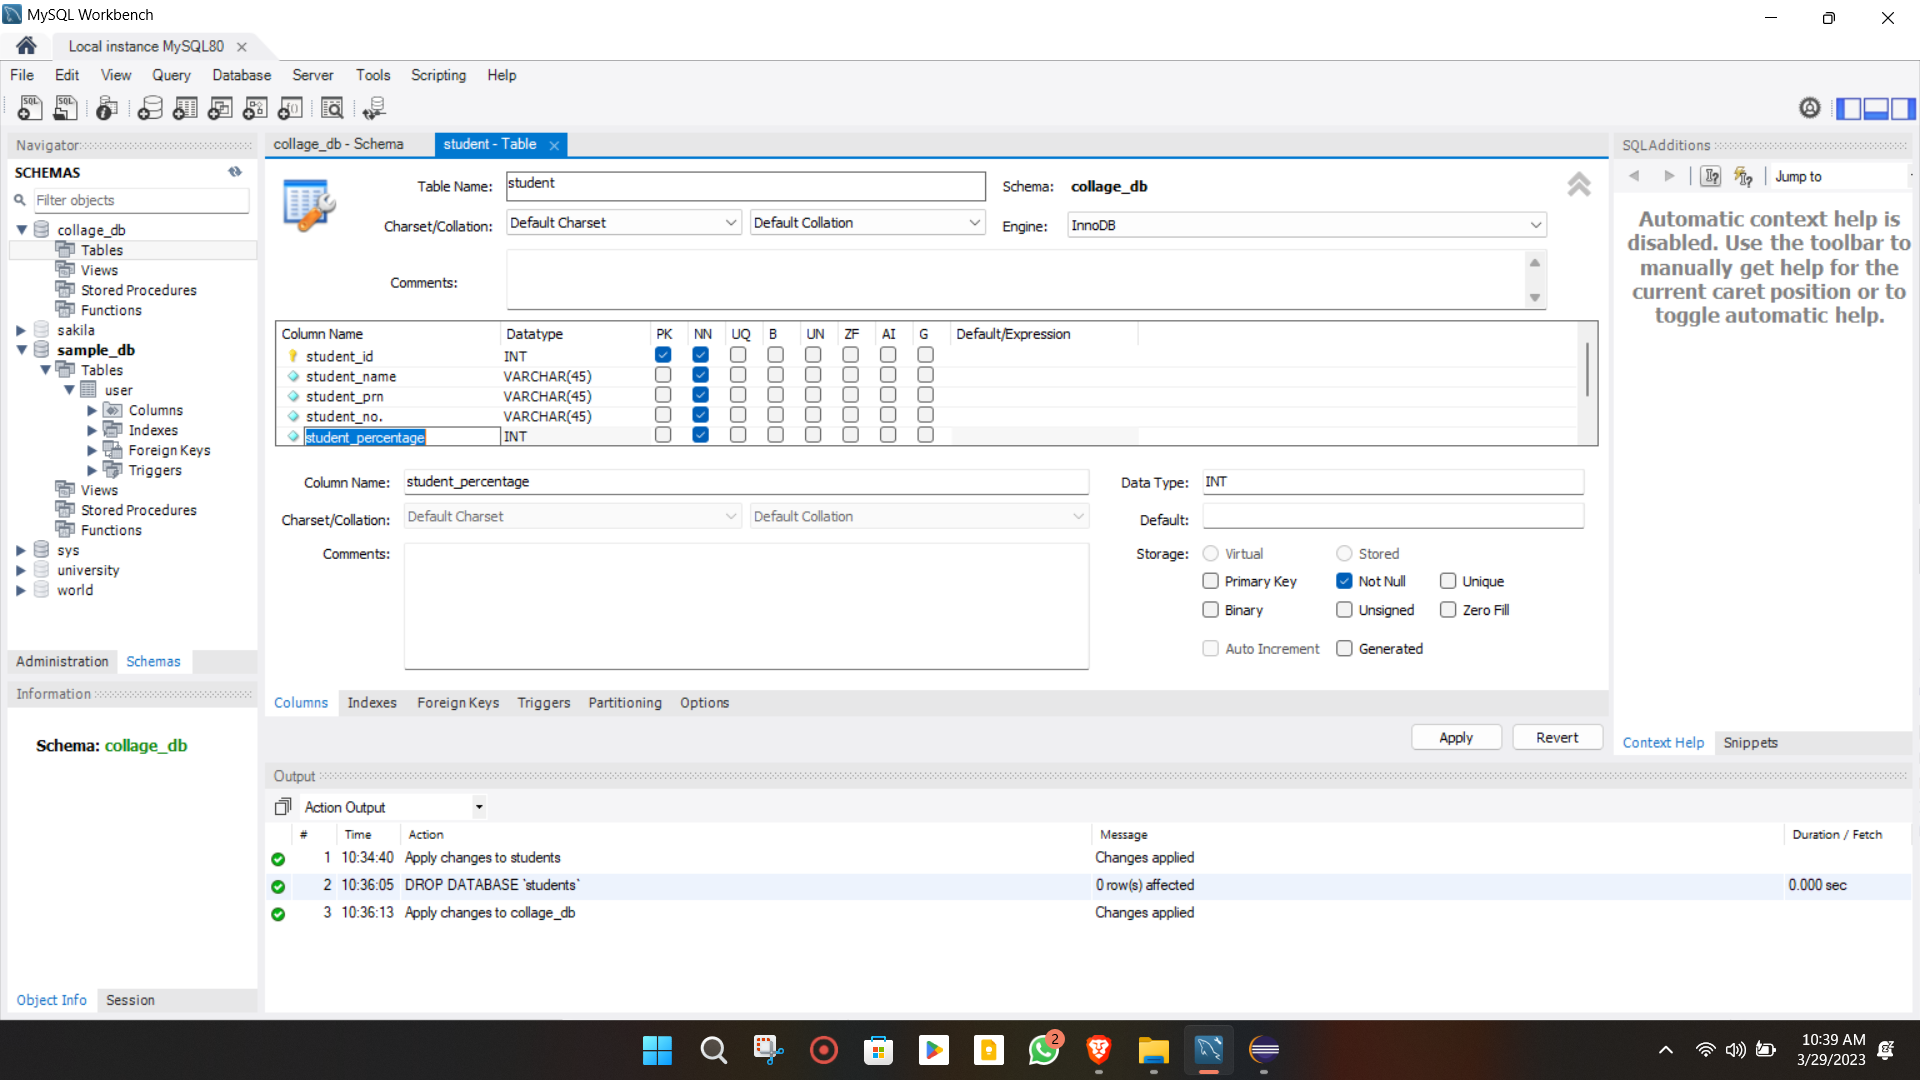 MySQL Workbench
Local instance MySQL80
File Edit View Query Database Server Tools Scripting Help
Navigator
SCHEMAS
Filter objects
collage_db
Tables
Views
Stored Procedures
Functions
sakila
sample_db
Tables
user
Columns
Indexes
Foreign Keys
Triggers
Views
Stored Procedures
Functions
sys
university
world
Administration Schemas
Information
Schema: collage_db
Object Info Session
collage_db - Schema student - Table
Table Name: student Schema: collage_db
Charset/Collation: Default Charset Default Collation Engine: InnoDB
Comments:
Column Name Datatype PK NN UQ B UN ZF AI G Default/Expression
student_id INT
student_name VARCHAR(45)
student_prn VARCHAR(45)
student_no. VARCHAR(45)
student_percentage INT
Column Name: student_percentage Data Type: INT
Charset/Collation: Default Charset Default Collation Default:
Comments: Storage: Virtual Stored
Primary Key Not Null Unique
Binary Unsigned Zero Fill
Auto Increment Generated
Columns Indexes Foreign Keys Triggers Partitioning Options
Apply Revert
SQLAdditions
Jump to
Automatic context help is
disabled. Use the toolbar to
manually get help for the
current caret position or to
toggle automatic help.
Context Help Snippets
Output
Action Output
# Time Action Message Duration / Fetch
1 10:34:40 Apply changes to students Changes applied
2 10:36:05 DROP DATABASE `students` 0 row(s) affected 0.000 sec
3 10:36:13 Apply changes to collage_db Changes applied
2
10:39 AM
3/29/2023